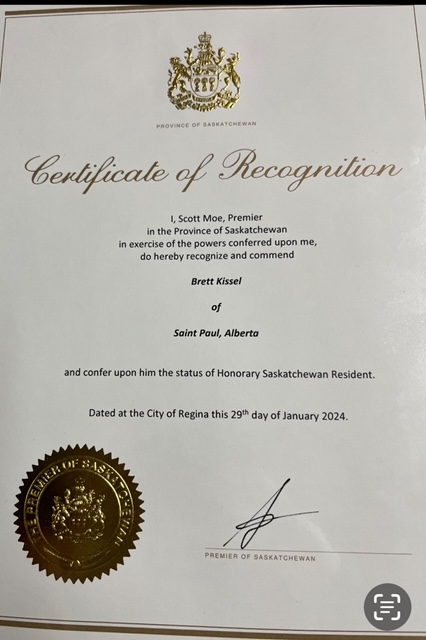 PROVINCE OF SASKATCHEWAN
Certificate of Recognition
I, Scott Moe, Premier
in the Province of Saskatchewan
in exercise of the powers conferred upon me,
do hereby recognize and commend
Brett Kissel
of
Saint Paul, Alberta
and confer upon him the status of Honorary Saskatchewan Resident.
Dated at the City of Regina this 29th day of January 2024.
THE PREMIER OF SASKATCHEWAN
PREMIER OF SASKATCHEWAN